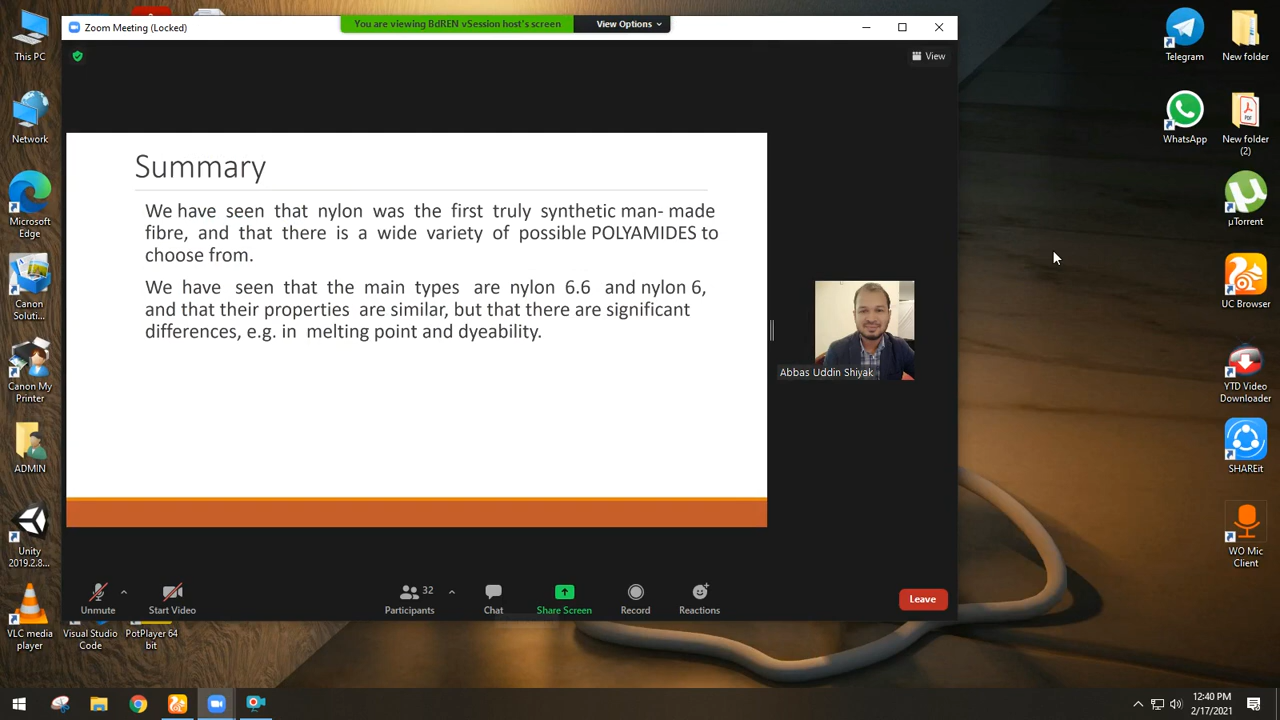 This PC
Network
Microsoft
Edge
Canon
Soluti...
Canon My
Printer
ADMIN
Unity
2019.2.8...
VLC media
player
Visual Studio
Code
PotPlayer 64
bit
Zoom Meeting (Locked)
You are viewing BdREN vSession host's screen
View Options
View
Summary
We have seen that nylon was the first truly synthetic man- made
fibre, and that there is a wide variety of possible POLYAMIDES to
choose from.
We have seen that the main types are nylon 6.6 and nylon 6,
and that their properties are similar, but that there are significant
differences, e.g. in melting point and dyeability.
Abbas Uddin Shiyak
Unmute
Start Video
32
Participants
Chat
Share Screen
Record
Reactions
Leave
Telegram
New folder
WhatsApp
PDF
New folder
(2)
µTorrent
UC Browser
YTD Video
Downloader
SHAREit
WO Mic
Client
12:40 PM
2/17/2021